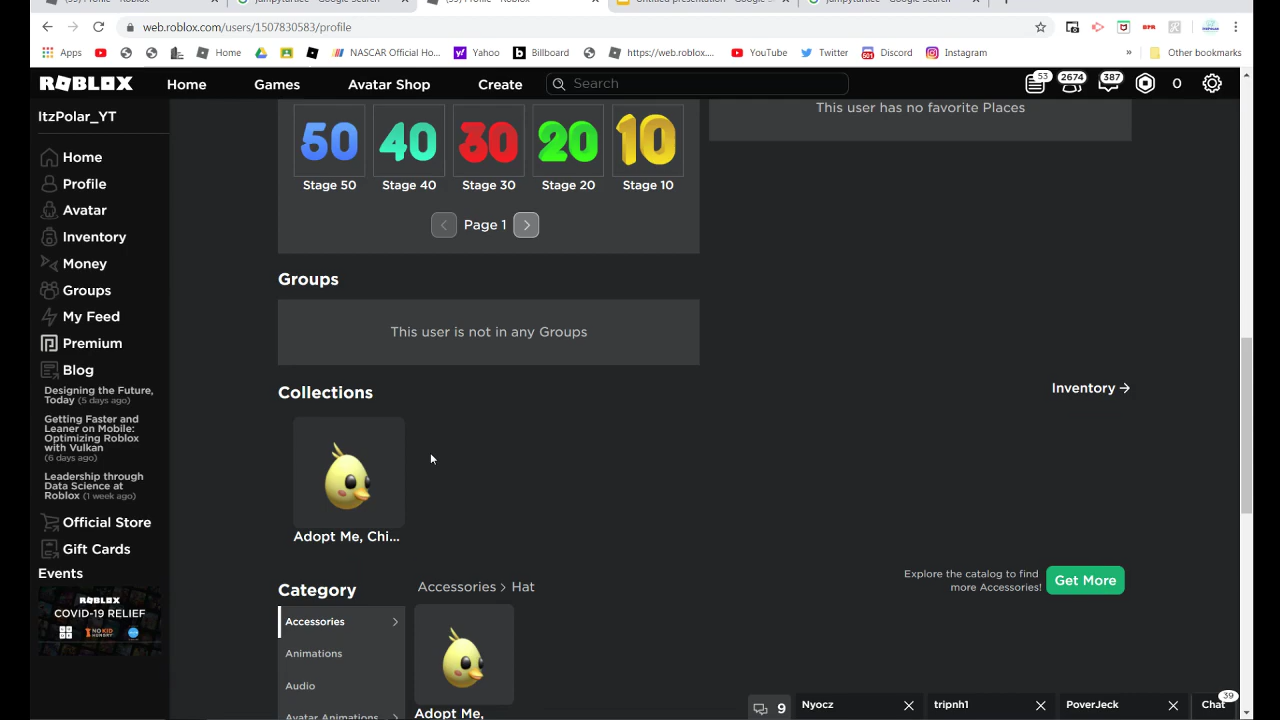 web.roblox.com/users/1507830583/profile
Apps
Home
NASCAR Official Ho...
Yahoo
Billboard
https://web.roblox....
YouTube
Twitter
Discord
Instagram
»
Other bookmarks
ROBLOX
Home
Games
Avatar Shop
Create
Search
53
2674
387
0
ItzPolar_YT
Home
Profile
Avatar
Inventory
Money
Groups
My Feed
Premium
Blog
Designing the Future,
Today (5 days ago)
Getting Faster and
Leaner on Mobile:
Optimizing Roblox
with Vulkan
(6 days ago)
Leadership through
Data Science at
Roblox (1 week ago)
Official Store
Gift Cards
Events
ROBLOX
COVID-19 RELIEF
NO KID
HUNGRY
50
40
30
20
10
Stage 50
Stage 40
Stage 30
Stage 20
Stage 10
Page 1
This user has no favorite Places
Groups
This user is not in any Groups
Collections
Inventory →
Adopt Me, Chi...
Category
Accessories > Hat
Explore the catalog to find
more Accessories!
Get More
Accessories
Animations
Audio
Avatar Animations
Adopt Me,
9
Nyocz
tripnh1
PoverJeck
Chat
39